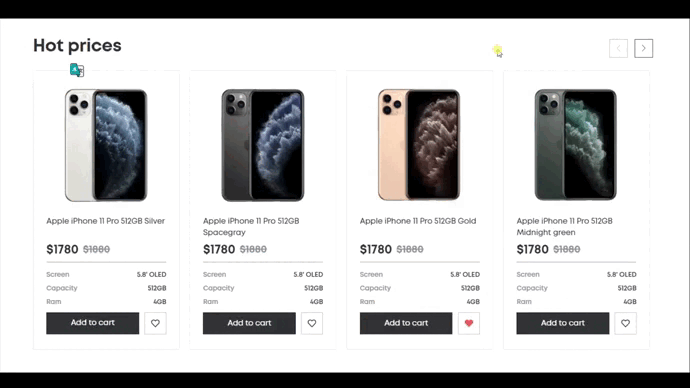 Hot prices
Apple iPhone 11 Pro 512GB Silver
$1780 $1880
Screen 5.8' OLED
Capacity 512GB
Ram 4GB
Add to cart
Apple iPhone 11 Pro 512GB
Spacegray
$1780 $1880
Screen 5.8' OLED
Capacity 512GB
Ram 4GB
Add to cart
Apple iPhone 11 Pro 512GB Gold
$1780 $1880
Screen 5.8' OLED
Capacity 512GB
Ram 4GB
Add to cart
Apple iPhone 11 Pro 512GB
Midnight green
$1780 $1880
Screen 5.8' OLED
Capacity 512GB
Ram 4GB
Add to cart